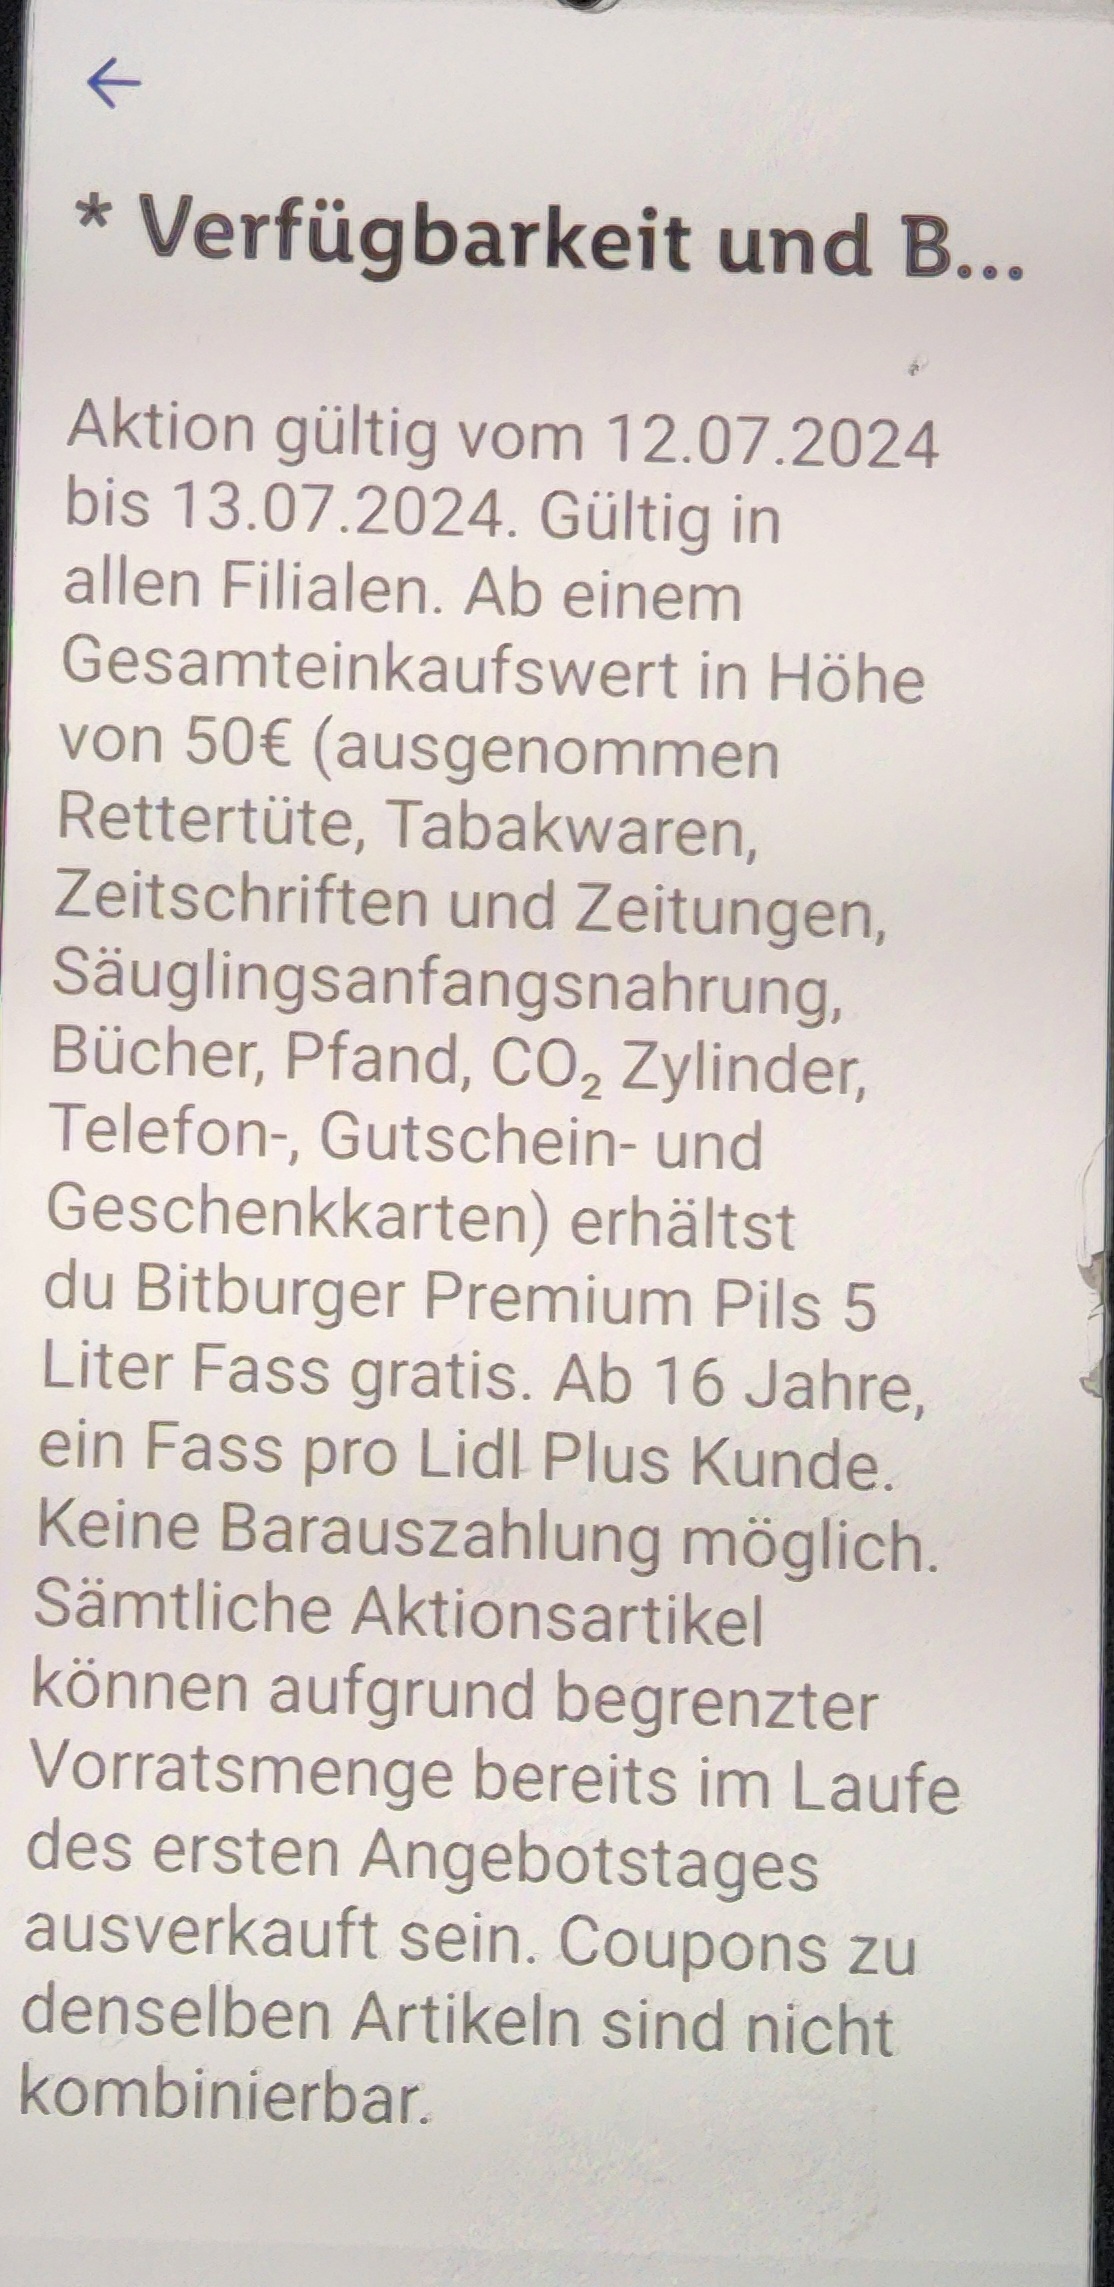 * Verfügbarkeit und B...
Aktion gültig vom 12.07.2024
bis 13.07.2024. Gültig in
allen Filialen. Ab einem
Gesamteinkaufswert in Höhe
von 50€ (ausgenommen
Rettertüte, Tabakwaren,
Zeitschriften und Zeitungen,
Säuglingsanfangsnahrung,
Bücher, Pfand, CO₂ Zylinder,
Telefon-, Gutschein- und
Geschenkkarten) erhältst
du Bitburger Premium Pils 5
Liter Fass gratis. Ab 16 Jahre,
ein Fass pro Lidl Plus Kunde.
Keine Barauszahlung möglich.
Sämtliche Aktionsartikel
können aufgrund begrenzter
Vorratsmenge bereits im Laufe
des ersten Angebotstages
ausverkauft sein. Coupons zu
denselben Artikeln sind nicht
kombinierbar.